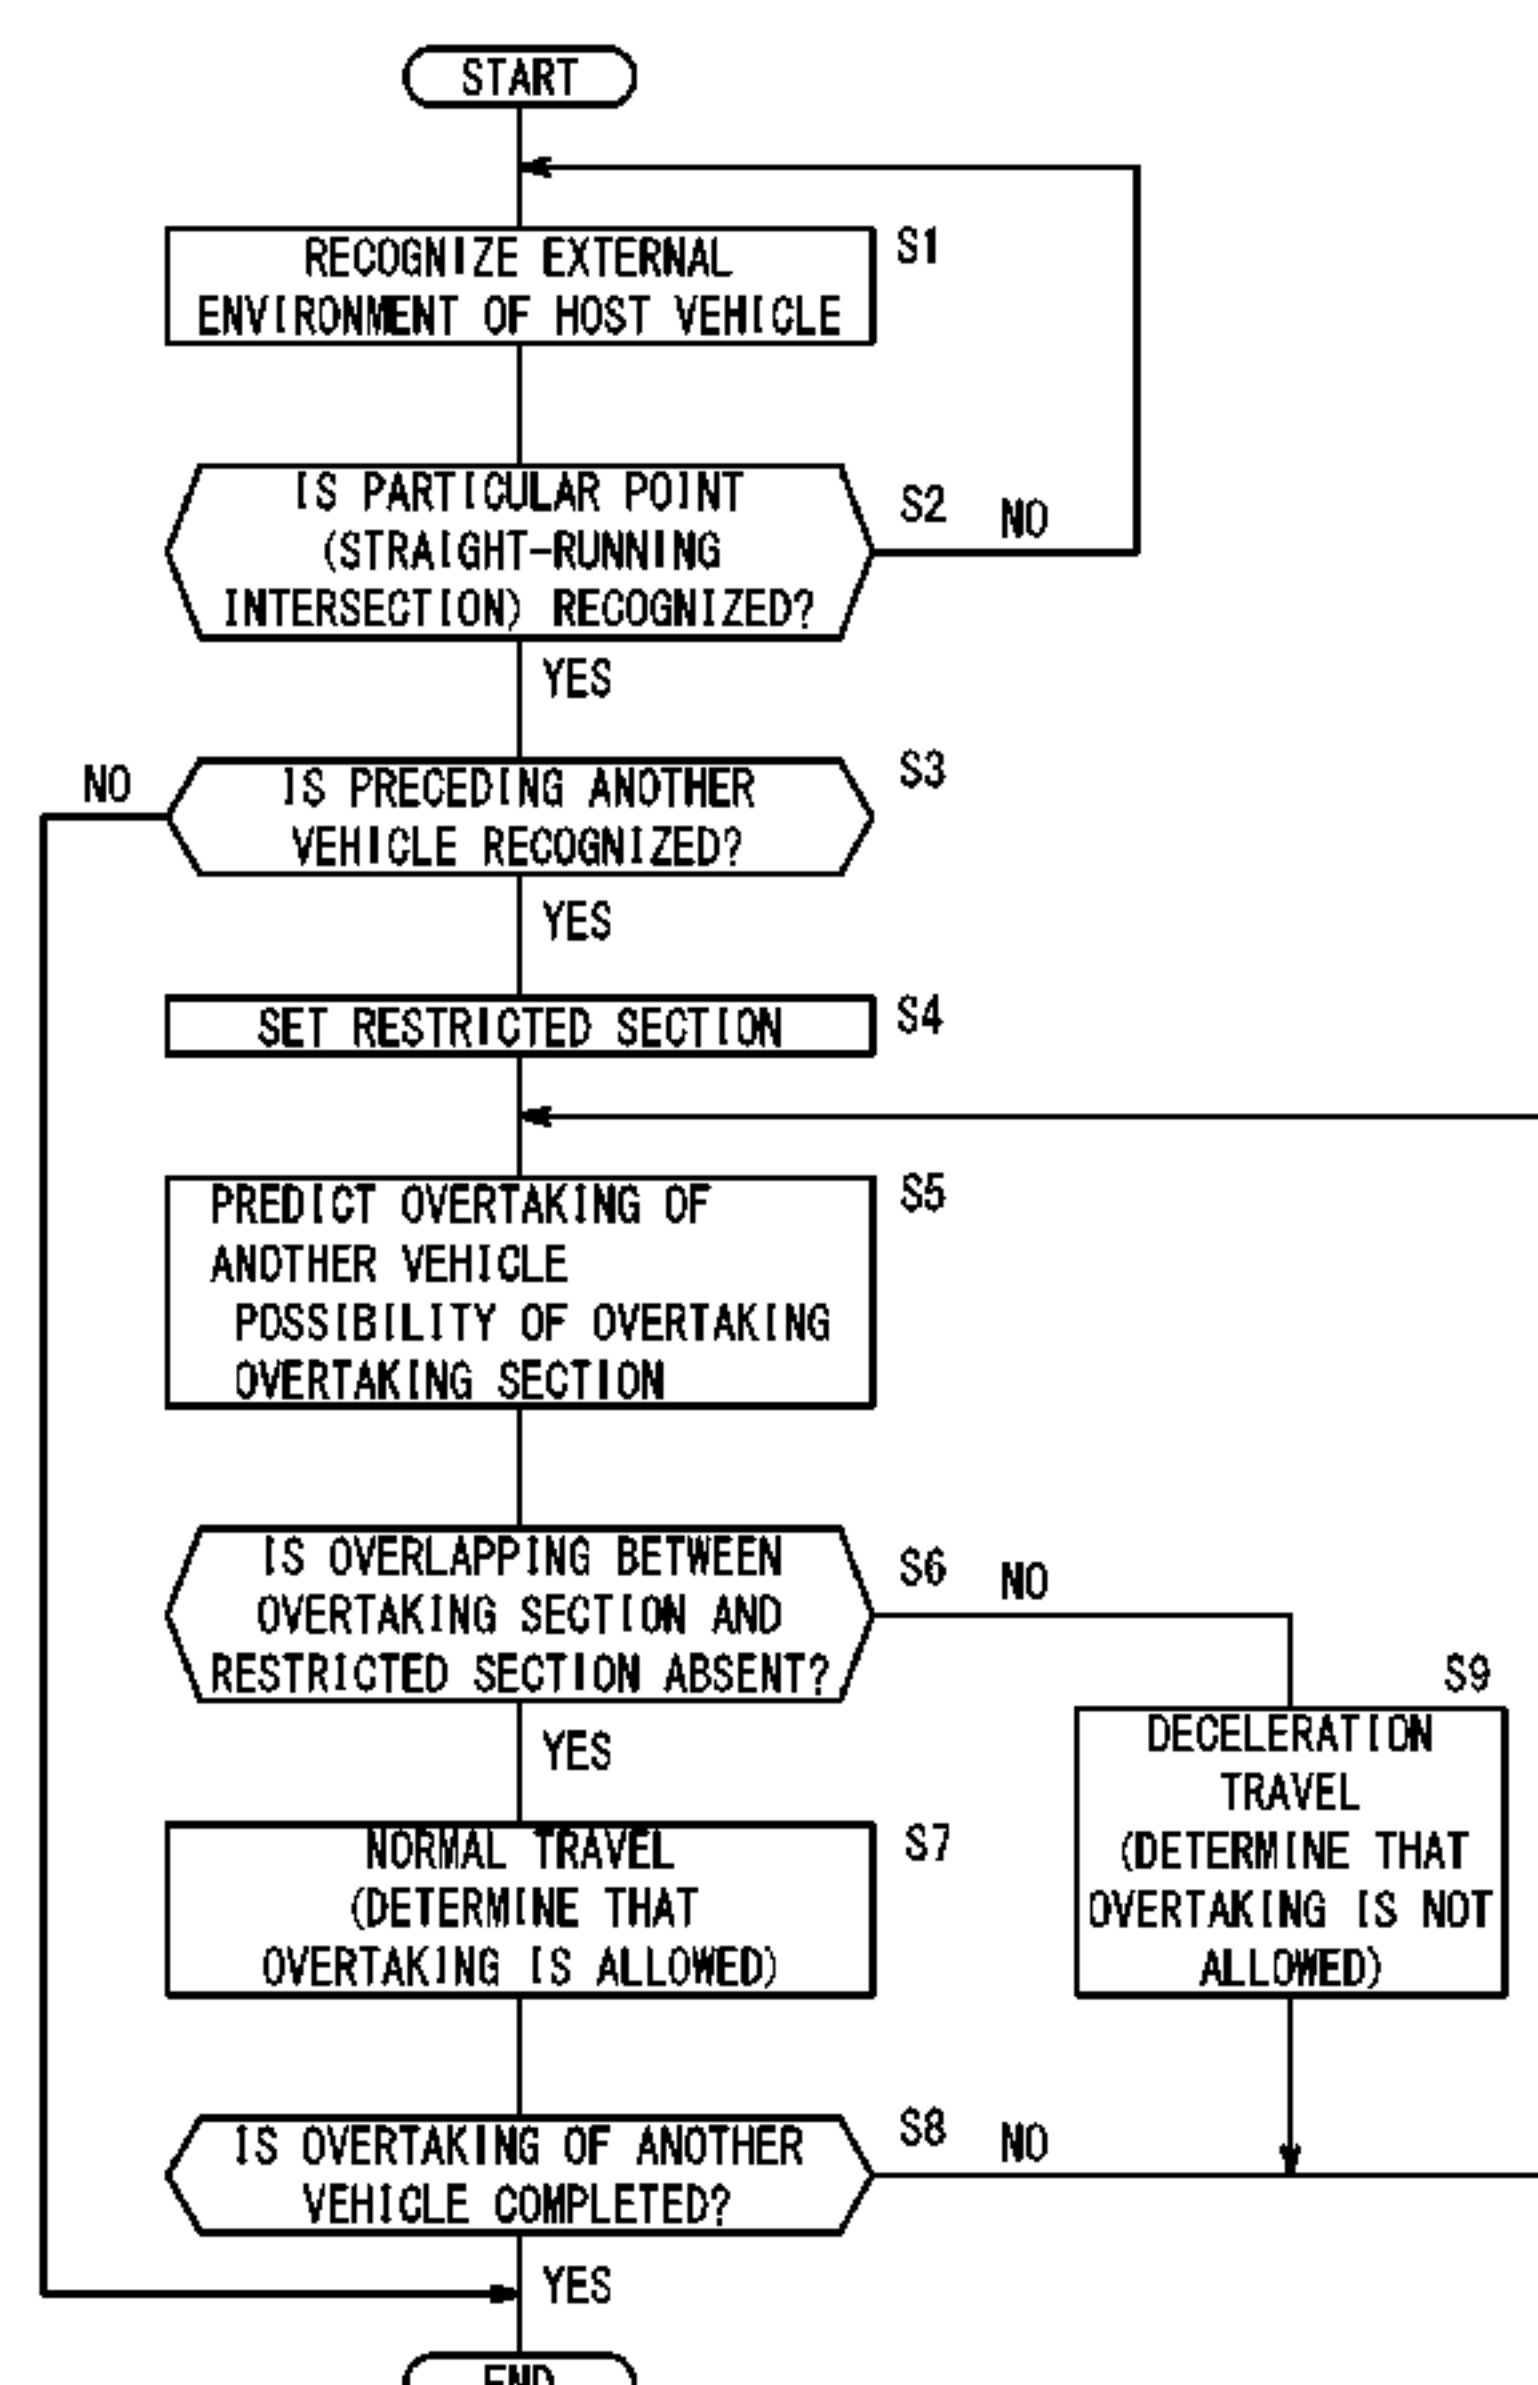 START
RECOGNIZE EXTERNAL
ENVIRONMENT OF HOST VEHICLE
S1
IS PARTICULAR POINT
(STRAIGHT-RUNNING
INTERSECTION) RECOGNIZED?
S2
NO
YES
NO
IS PRECEDING ANOTHER
VEHICLE RECOGNIZED?
S3
YES
SET RESTRICTED SECTION
S4
PREDICT OVERTAKING OF
ANOTHER VEHICLE
POSSIBILITY OF OVERTAKING
OVERTAKING SECTION
S5
IS OVERLAPPING BETWEEN
OVERTAKING SECTION AND
RESTRICTED SECTION ABSENT?
S6
NO
YES
S9
DECELERATION
TRAVEL
(DETERMINE THAT
OVERTAKING IS NOT
ALLOWED)
NORMAL TRAVEL
(DETERMINE THAT
OVERTAKING IS ALLOWED)
S7
IS OVERTAKING OF ANOTHER
VEHICLE COMPLETED?
S8
NO
YES
END